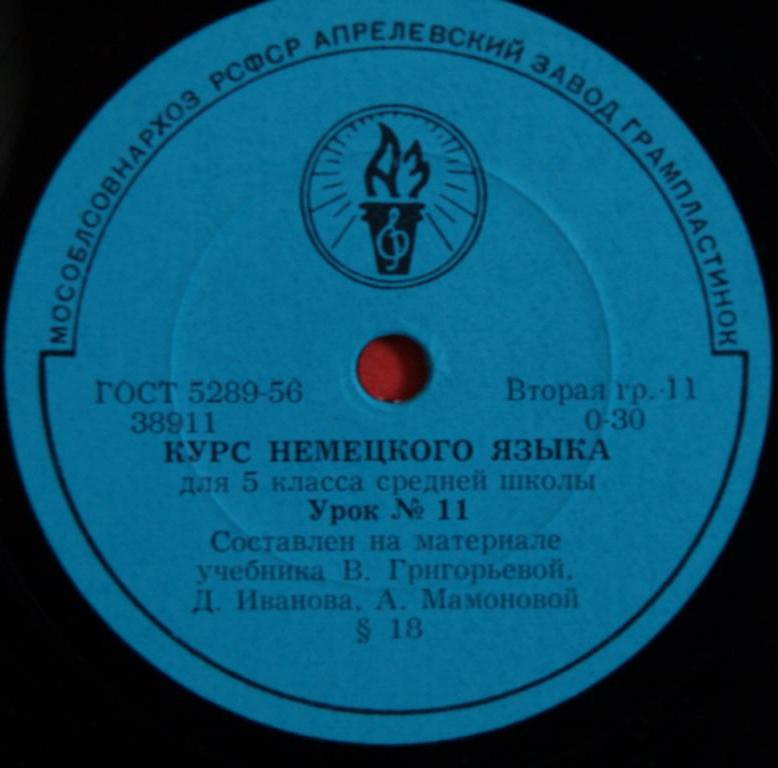 МОСОБЛСОВНАРХОЗ РСФСР АПРЕЛЕВСКИЙ ЗАВОД ГРАМПЛАСТИНОК
АЗ
ГОСТ 5289-56
38911
Вторая гр.-11
0-30
КУРС НЕМЕЦКОГО ЯЗЫКА
для 5 класса средней школы
Урок № 11
Составлен на материале
учебника В. Григорьевой,
Д. Иванова, А. Мамоновой
§ 18